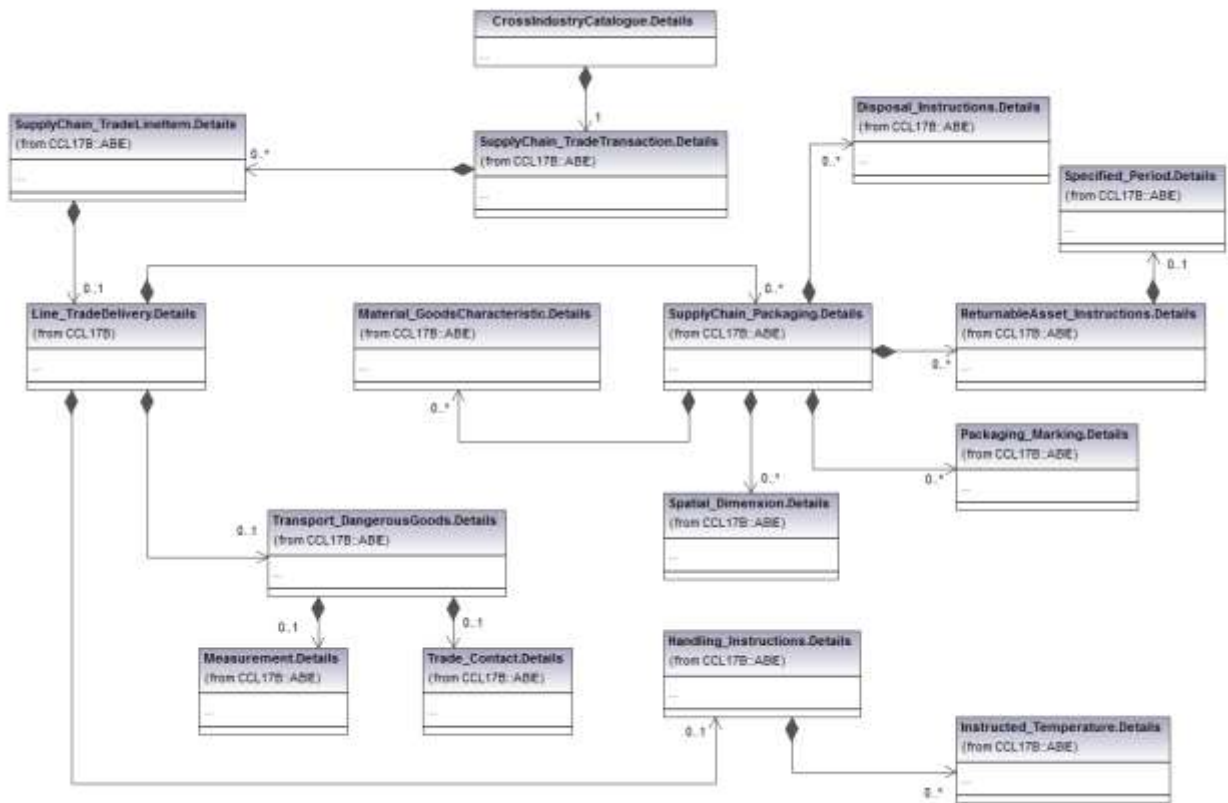 CrossIndustryCatalogue.Details
...
SupplyChain_TradeLineItem.Details
(from CCL17B::ABIE)
...
0..*
1
SupplyChain_TradeTransaction.Details
(from CCL17B::ABIE)
...
Disposal_Instructions.Details
(from CCL17B::ABIE)
...
0..*
Specified_Period.Details
(from CCL17B::ABIE)
...
0..1
0..1
Line_TradeDelivery.Details
(from CCL17B)
...
Material_GoodsCharacteristic.Details
(from CCL17B::ABIE)
...
0..*
0..*
SupplyChain_Packaging.Details
(from CCL17B::ABIE)
...
ReturnableAsset_Instructions.Details
(from CCL17B::ABIE)
...
0..*
Packaging_Marking.Details
(from CCL17B::ABIE)
...
0..*
0..*
Spatial_Dimension.Details
(from CCL17B::ABIE)
...
0..1
Transport_DangerousGoods.Details
(from CCL17B::ABIE)
...
0..1
0..1
Measurement.Details
(from CCL17B::ABIE)
...
Trade_Contact.Details
(from CCL17B::ABIE)
...
Handling_Instructions.Details
(from CCL17B::ABIE)
...
0..1
Instructed_Temperature.Details
(from CCL17B::ABIE)
...
0..*